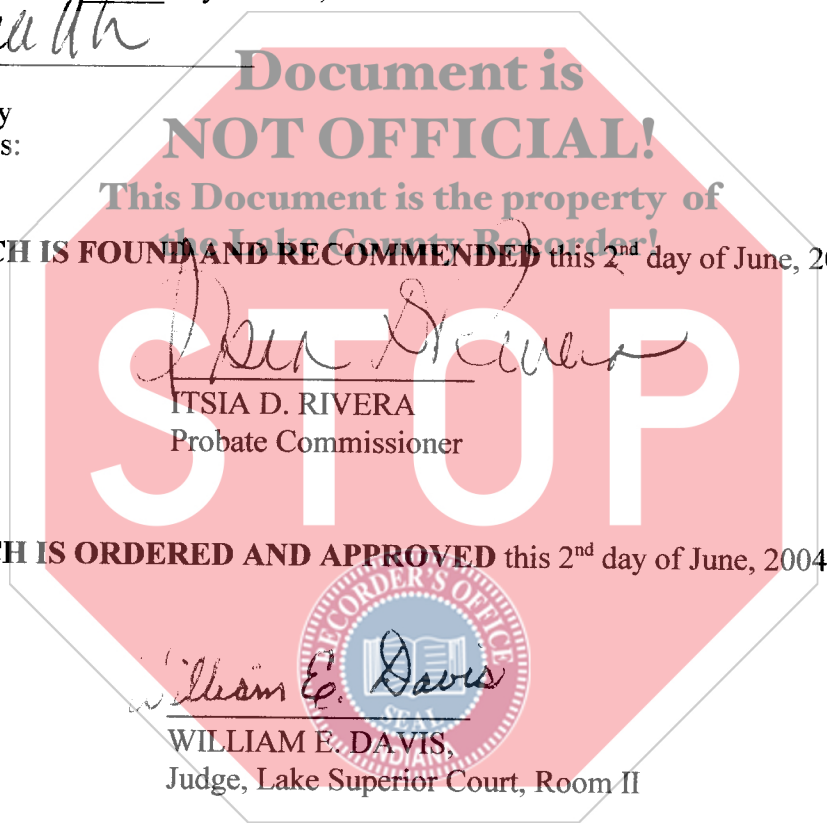 Document is
NOT OFFICIAL!
y
s:
This Document is the property of
the Lake County Recorder!
CH IS FOUND AND RECOMMENDED this 2nd day of June, 20
STOP
ITSIA D. RIVERA
Probate Commissioner
CH IS ORDERED AND APPROVED this 2nd day of June, 2004
RECORDER'S OFFICE
William E. Davis
SEAL
INDIANA
WILLIAM E. DAVIS,
Judge, Lake Superior Court, Room II